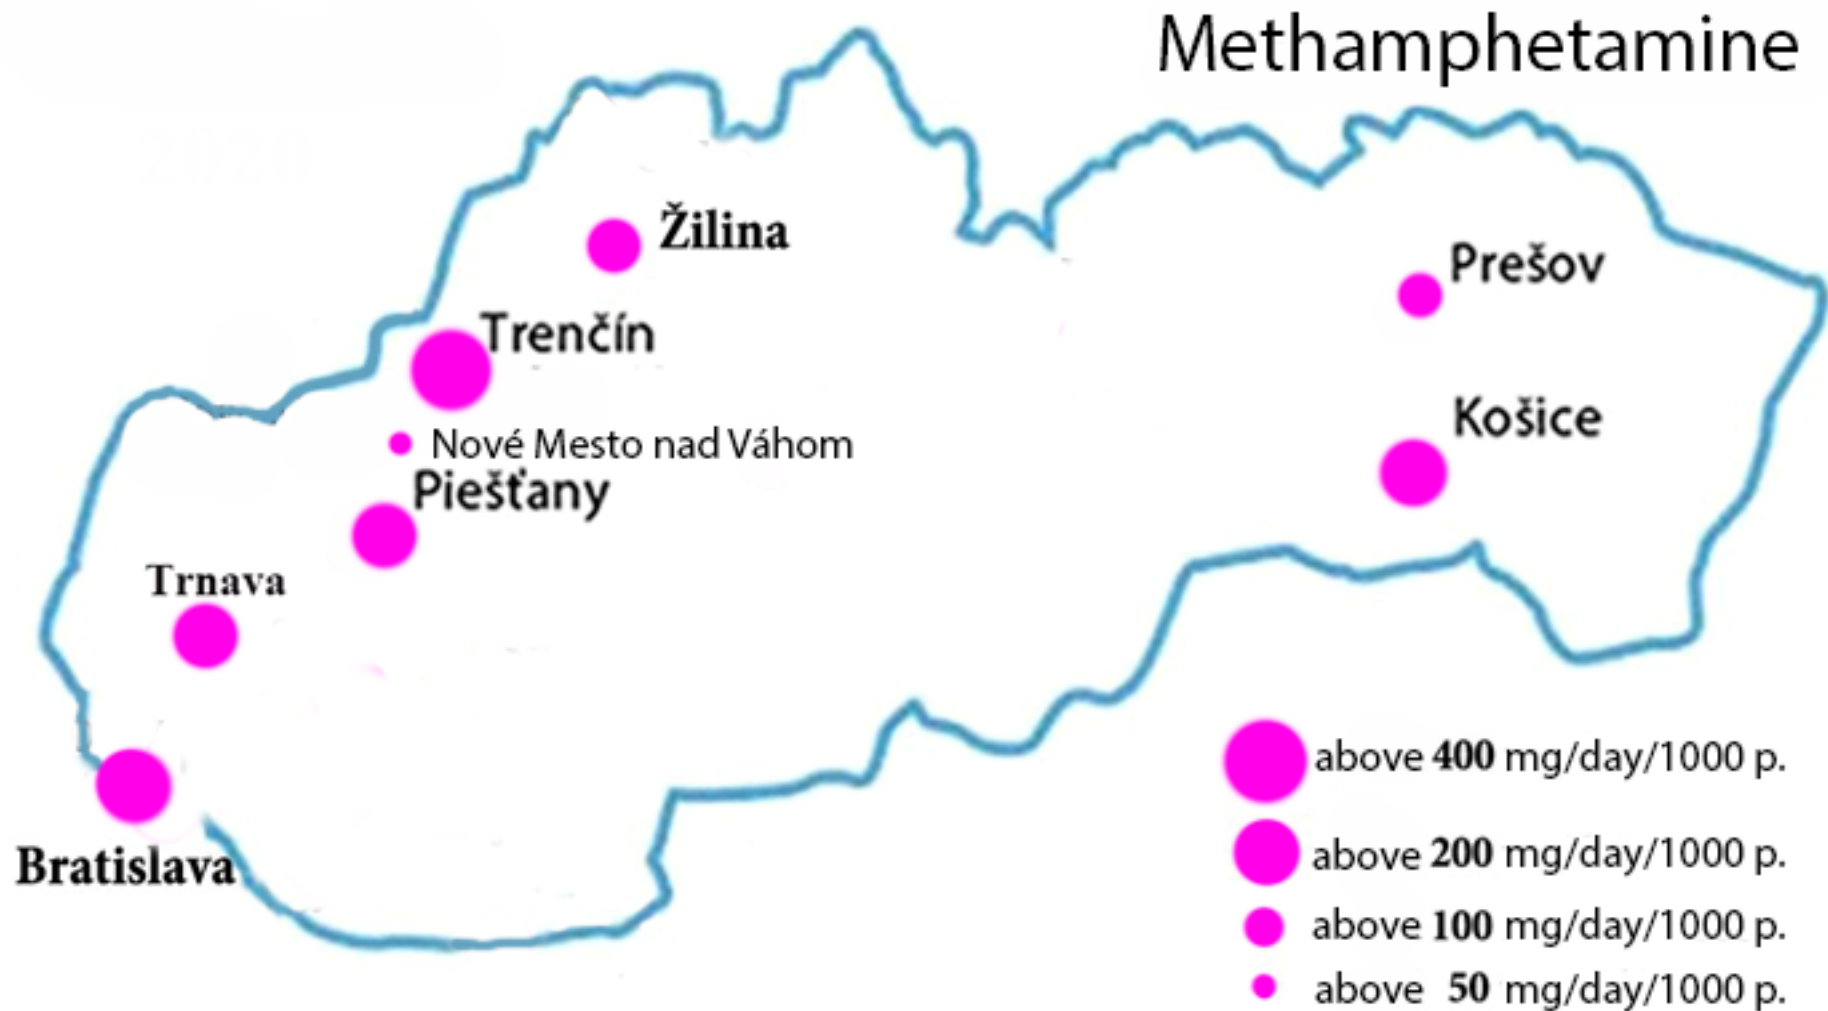 Methamphetamine
2020
Žilina
Prešov
Trenčín
Košice
Nové Mesto nad Váhom
Piešťany
Trnava
Bratislava
above 400 mg/day/1000 p.
above 200 mg/day/1000 p.
above 100 mg/day/1000 p.
above 50 mg/day/1000 p.